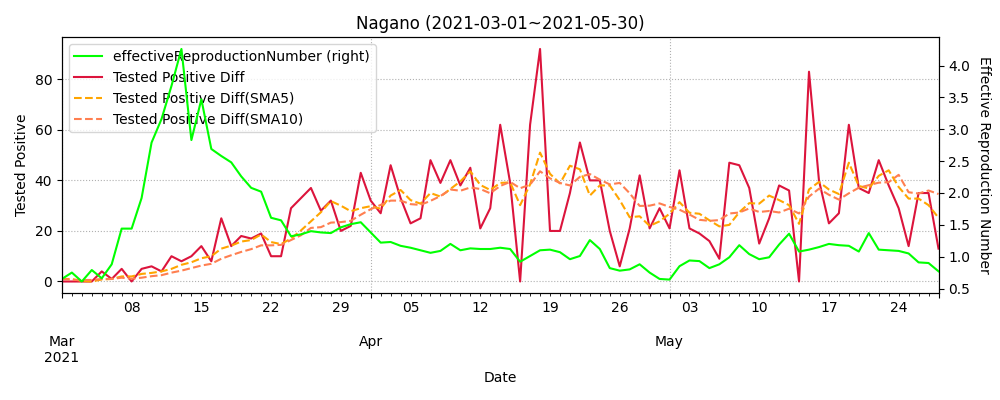 Nagano (2021-03-01~2021-05-30)
effectiveReproductionNumber (right)
Tested Positive Diff
Tested Positive Diff(SMA5)
Tested Positive Diff(SMA10)
Tested Positive
80
60
40
20
0
4.0
3.5
3.0
2.5
2.0
1.5
1.0
0.5
Effective Reproduction Number
08 15 22 29 05 12 19 26 03 10 17 24
Mar Apr May
2021
Date